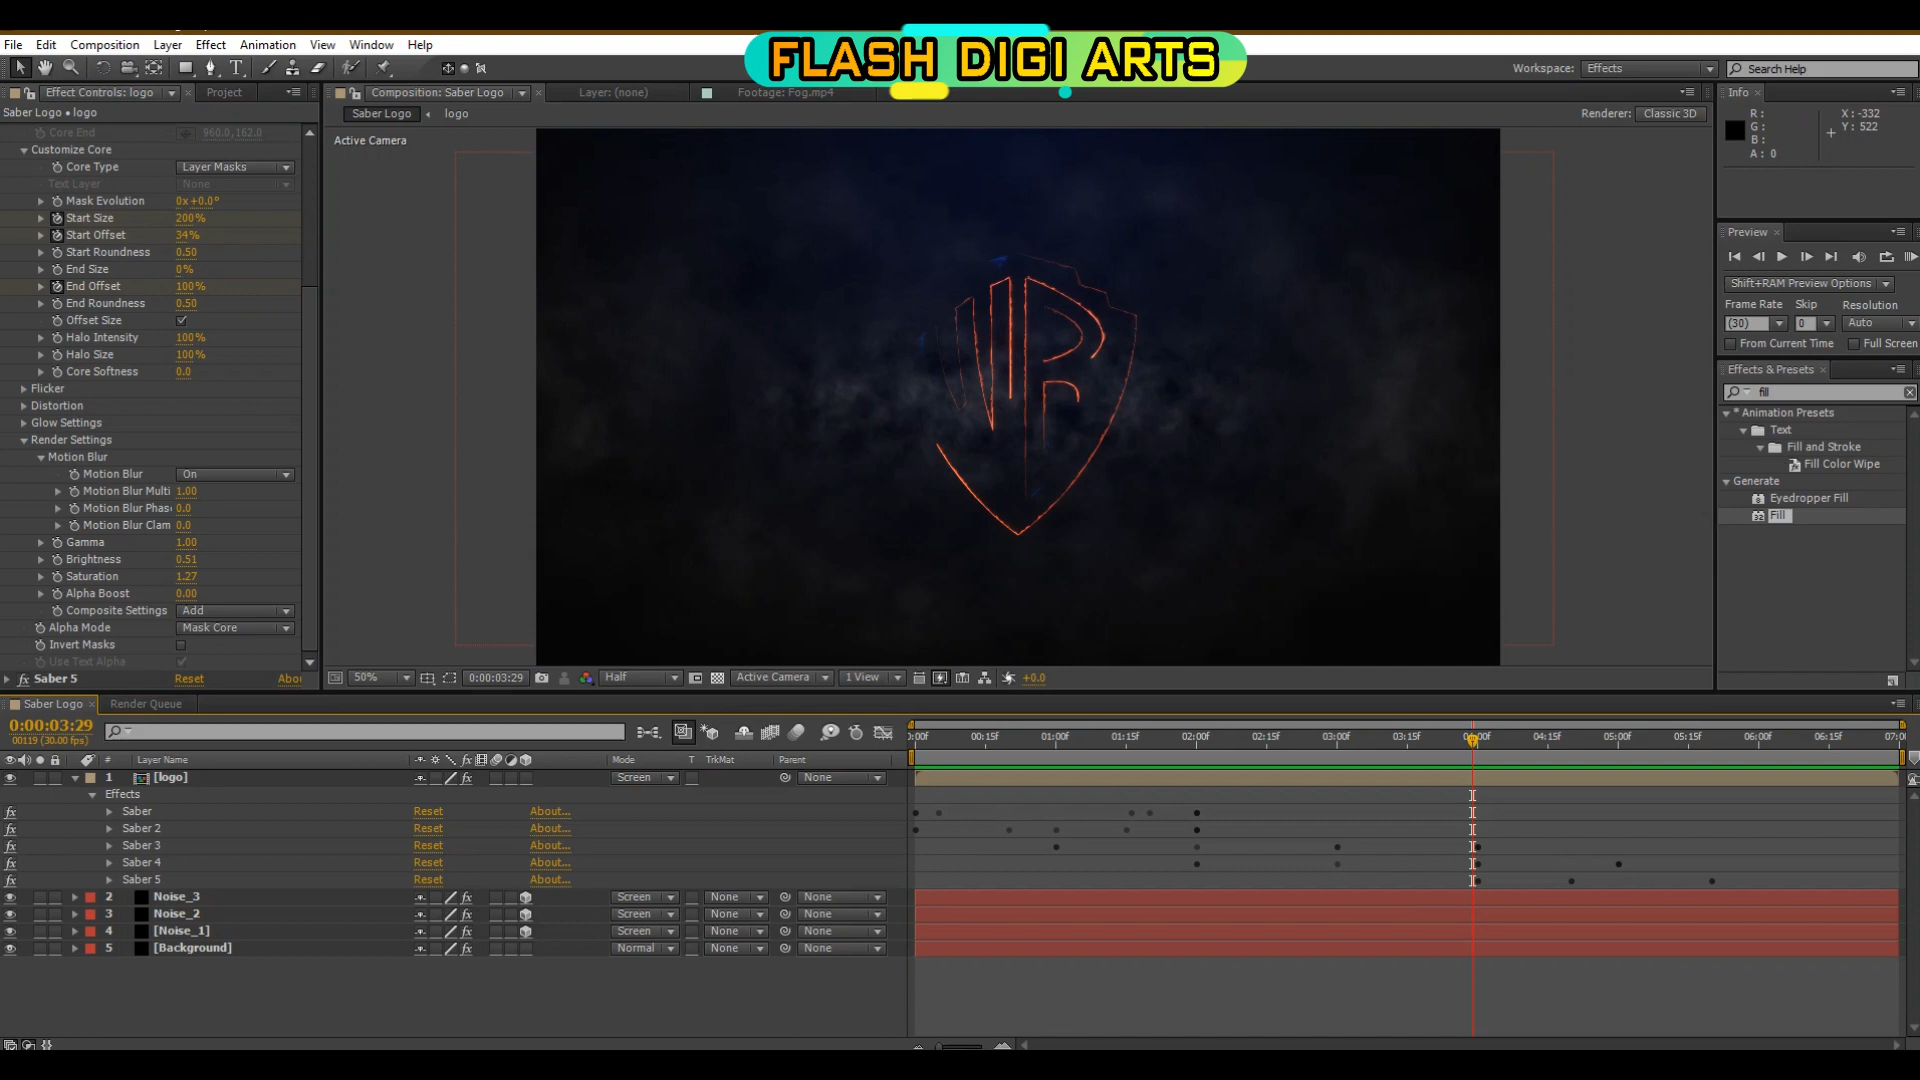 FLASH DIGI ARTS
File Edit Composition Layer Effect Animation View Window Help
Workspace: Effects Search Help
Effect Controls: logo Project
Composition: Saber Logo Layer: (none) Footage: Fog.mp4
Info
Saber Logo • logo
Saber Logo logo
Renderer: Classic 3D
R: X: -332
G: Y: 522
B:
A: 0
Active Camera
Core End 960.0,162.0
Customize Core
Core Type Layer Masks
Text Layer None
Mask Evolution 0x+0.0°
Start Size 200%
Start Offset 34%
Start Roundness 0.50
End Size 0%
End Offset 100%
End Roundness 0.50
Offset Size
Halo Intensity 100%
Halo Size 100%
Core Softness 0.0
Flicker
Distortion
Glow Settings
Render Settings
Motion Blur
Motion Blur On
Motion Blur Multi 1.00
Motion Blur Phas 0.0
Motion Blur Clam 0.0
Gamma 1.00
Brightness 0.51
Saturation 1.27
Alpha Boost 0.00
Composite Settings Add
Alpha Mode Mask Core
Invert Masks
Use Text Alpha
fx Saber 5 Reset Abou
Preview
Shift+RAM Preview Options
Frame Rate Skip Resolution
(30) 0 Auto
From Current Time Full Screen
Effects & Presets
fill
* Animation Presets
Text
Fill and Stroke
Fill Color Wipe
Generate
Eyedropper Fill
Fill
50% 0:00:03:29 Half Active Camera 1 View +0.0
Saber Logo Render Queue
0:00:03:29
00119 (30.00 fps)
:00f 00:15f 01:00f 01:15f 02:00f 02:15f 03:00f 03:15f 04:00f 04:15f 05:00f 05:15f 06:00f 06:15f 07:00
# Layer Name Mode T TrkMat Parent
1 [logo] Screen None
Effects
fx Saber Reset About...
fx Saber 2 Reset About...
fx Saber 3 Reset About...
fx Saber 4 Reset About...
fx Saber 5 Reset About...
2 Noise_3 fx Screen None None
3 Noise_2 fx Screen None None
4 [Noise_1] fx Screen None None
5 [Background] fx Normal None None